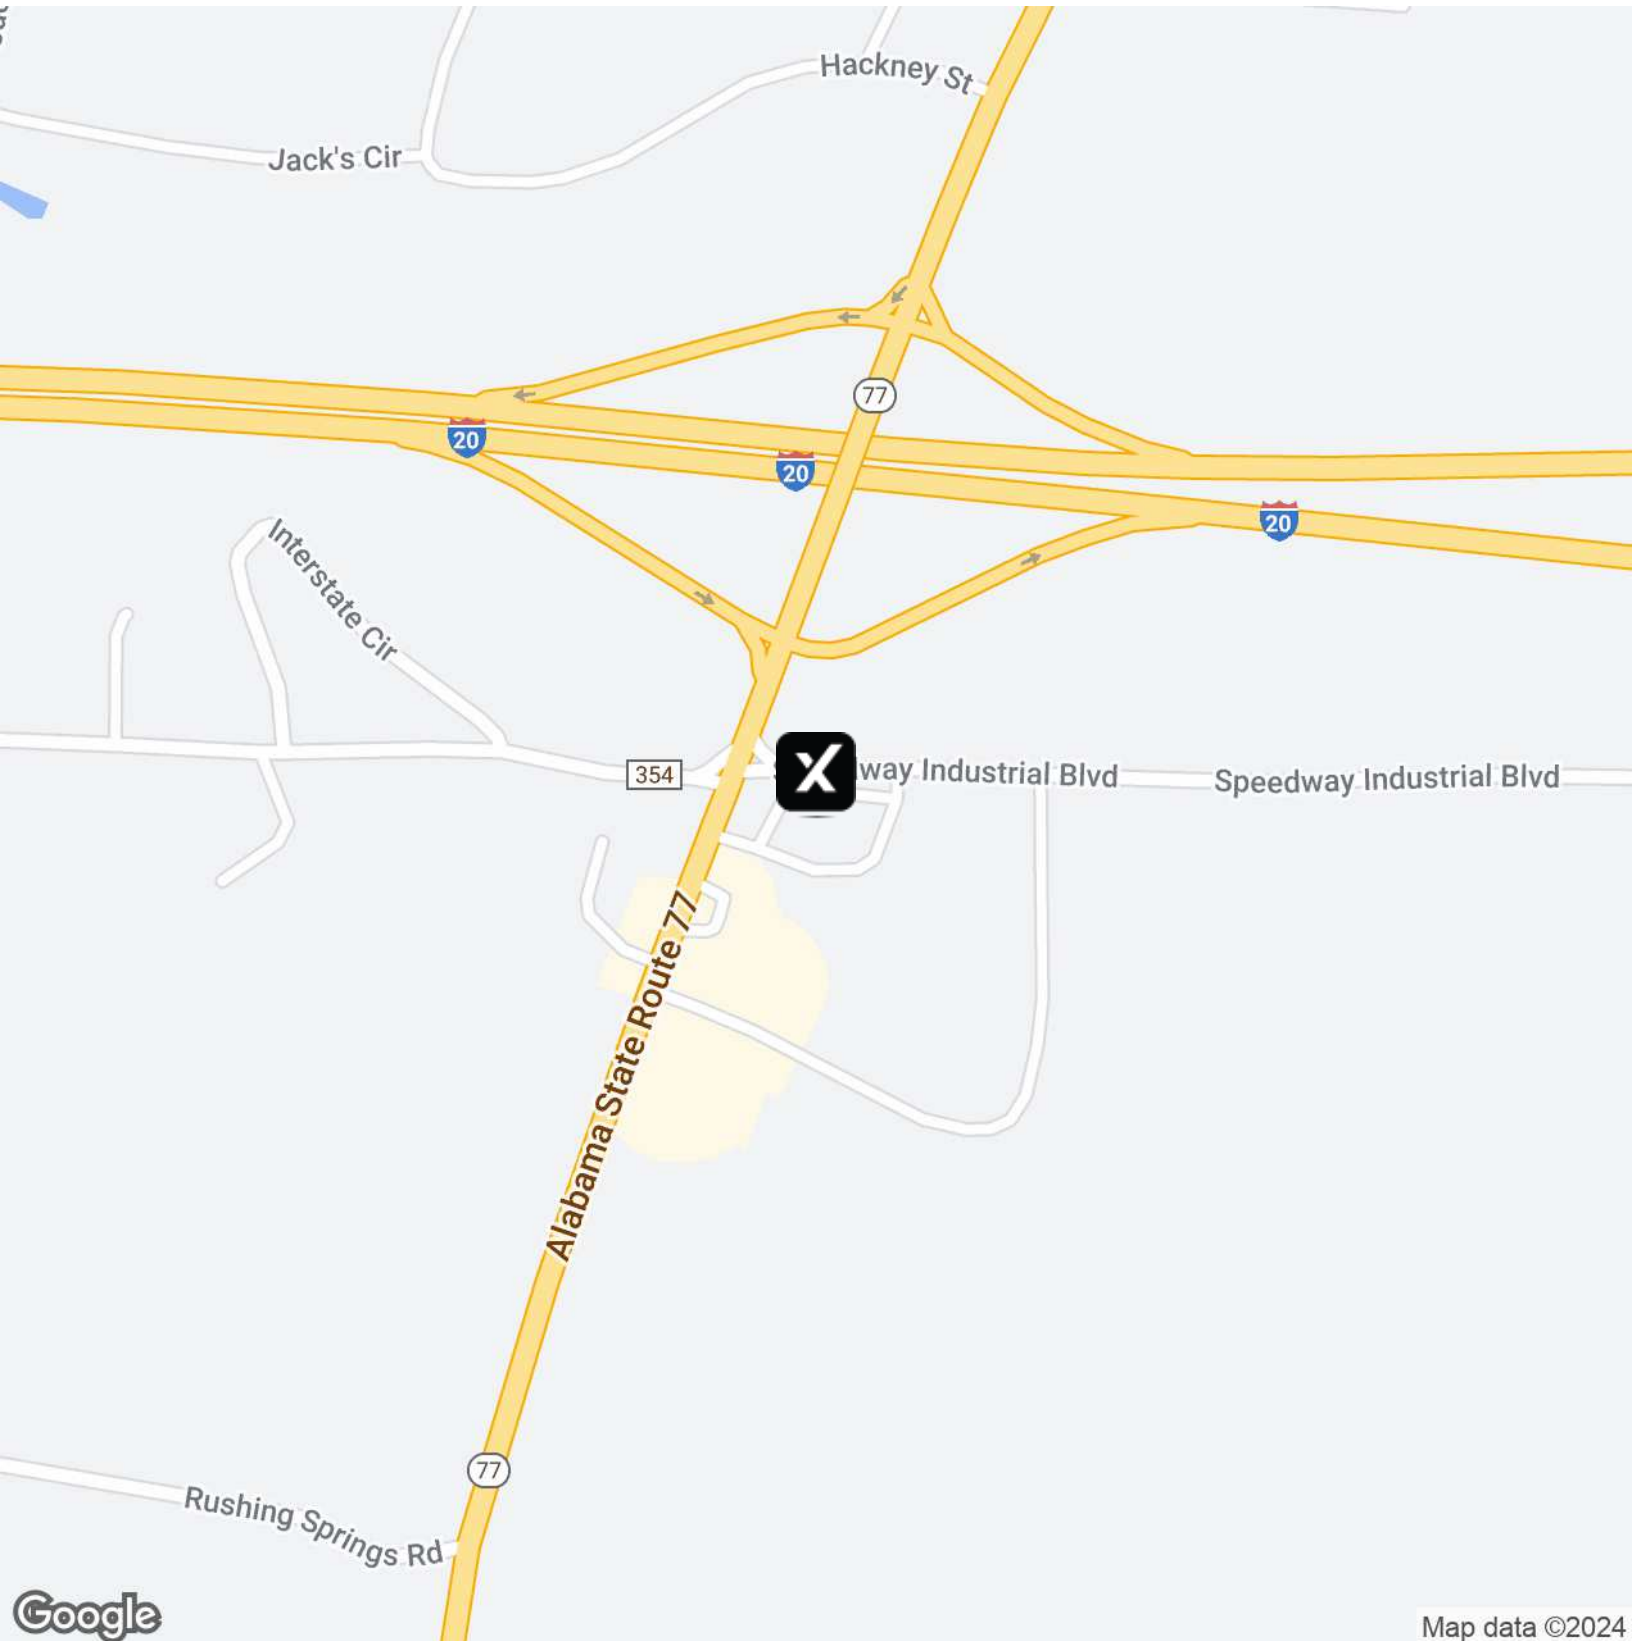 Hackney St
Jack's Cir
77
20
20
20
Interstate Cir
354
way Industrial Blvd
Speedway Industrial Blvd
Alabama State Route 77
77
Rushing Springs Rd
Google
Map data ©2024